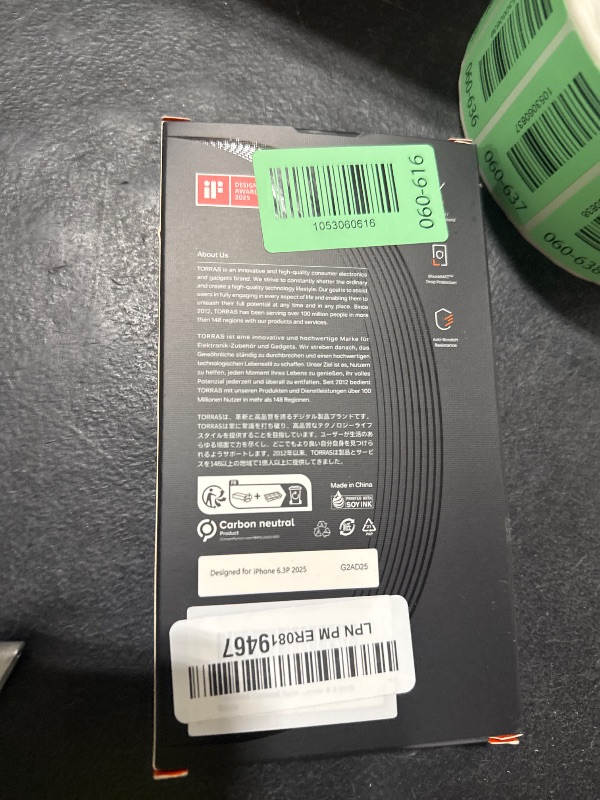 iF
DESIGN
AWARD
2025
1053060616
060-616
About Us
TORRAS is an innovative and high-quality consumer electronics
and gadgets brand. We strive to constantly shatter the ordinary
and create a high-quality technology lifestyle. Our goal is to assist
users in fully engaging in every aspect of life and enabling them to
unleash their full potential at any time and in any place. Since
2012, TORRAS has been serving over 100 million people in more
than 148 regions with our products and services.
TORRAS ist eine innovative und hochwertige Marke für
Elektronik-Zubehör und Gadgets. Wir streben danach, das
Gewöhnliche ständig zu durchbrechen und einen hochwertigen
technologischen Lebensstil zu schaffen. Unser Ziel ist es, Nutzern
zu helfen, jeden Moment ihres Lebens zu genießen, ihr volles
Potenzial jederzeit und überall zu entfalten. Seit 2012 bedient
TORRAS mit unseren Produkten und Dienstleistungen über 100
Millionen Nutzer in mehr als 148 Regionen.
TORRASは、革新と高品質を誇るデジタル製品ブランドです。
TORRASは常に常識を打ち破り、高品質なテクノロジーライフ
スタイルを提供することを目指しています。ユーザーが生活のあ
らゆる場面で力を尽くし、どこでもより良い自分自身を見つけら
れるようサポートします。2012年以来、TORRASは製品とサービ
スを148以上の地域で1億人以上に提供してきました。
Drop Protection
Anti-Scratch
Resistance
FR
Made in China
PRINTED WITH
SOY INK
Carbon neutral
Product
PAP
Designed for iPhone 6.3P 2025
G2AD25
LPN PM ER0819467
060-636
1053060637
060-637
060-638